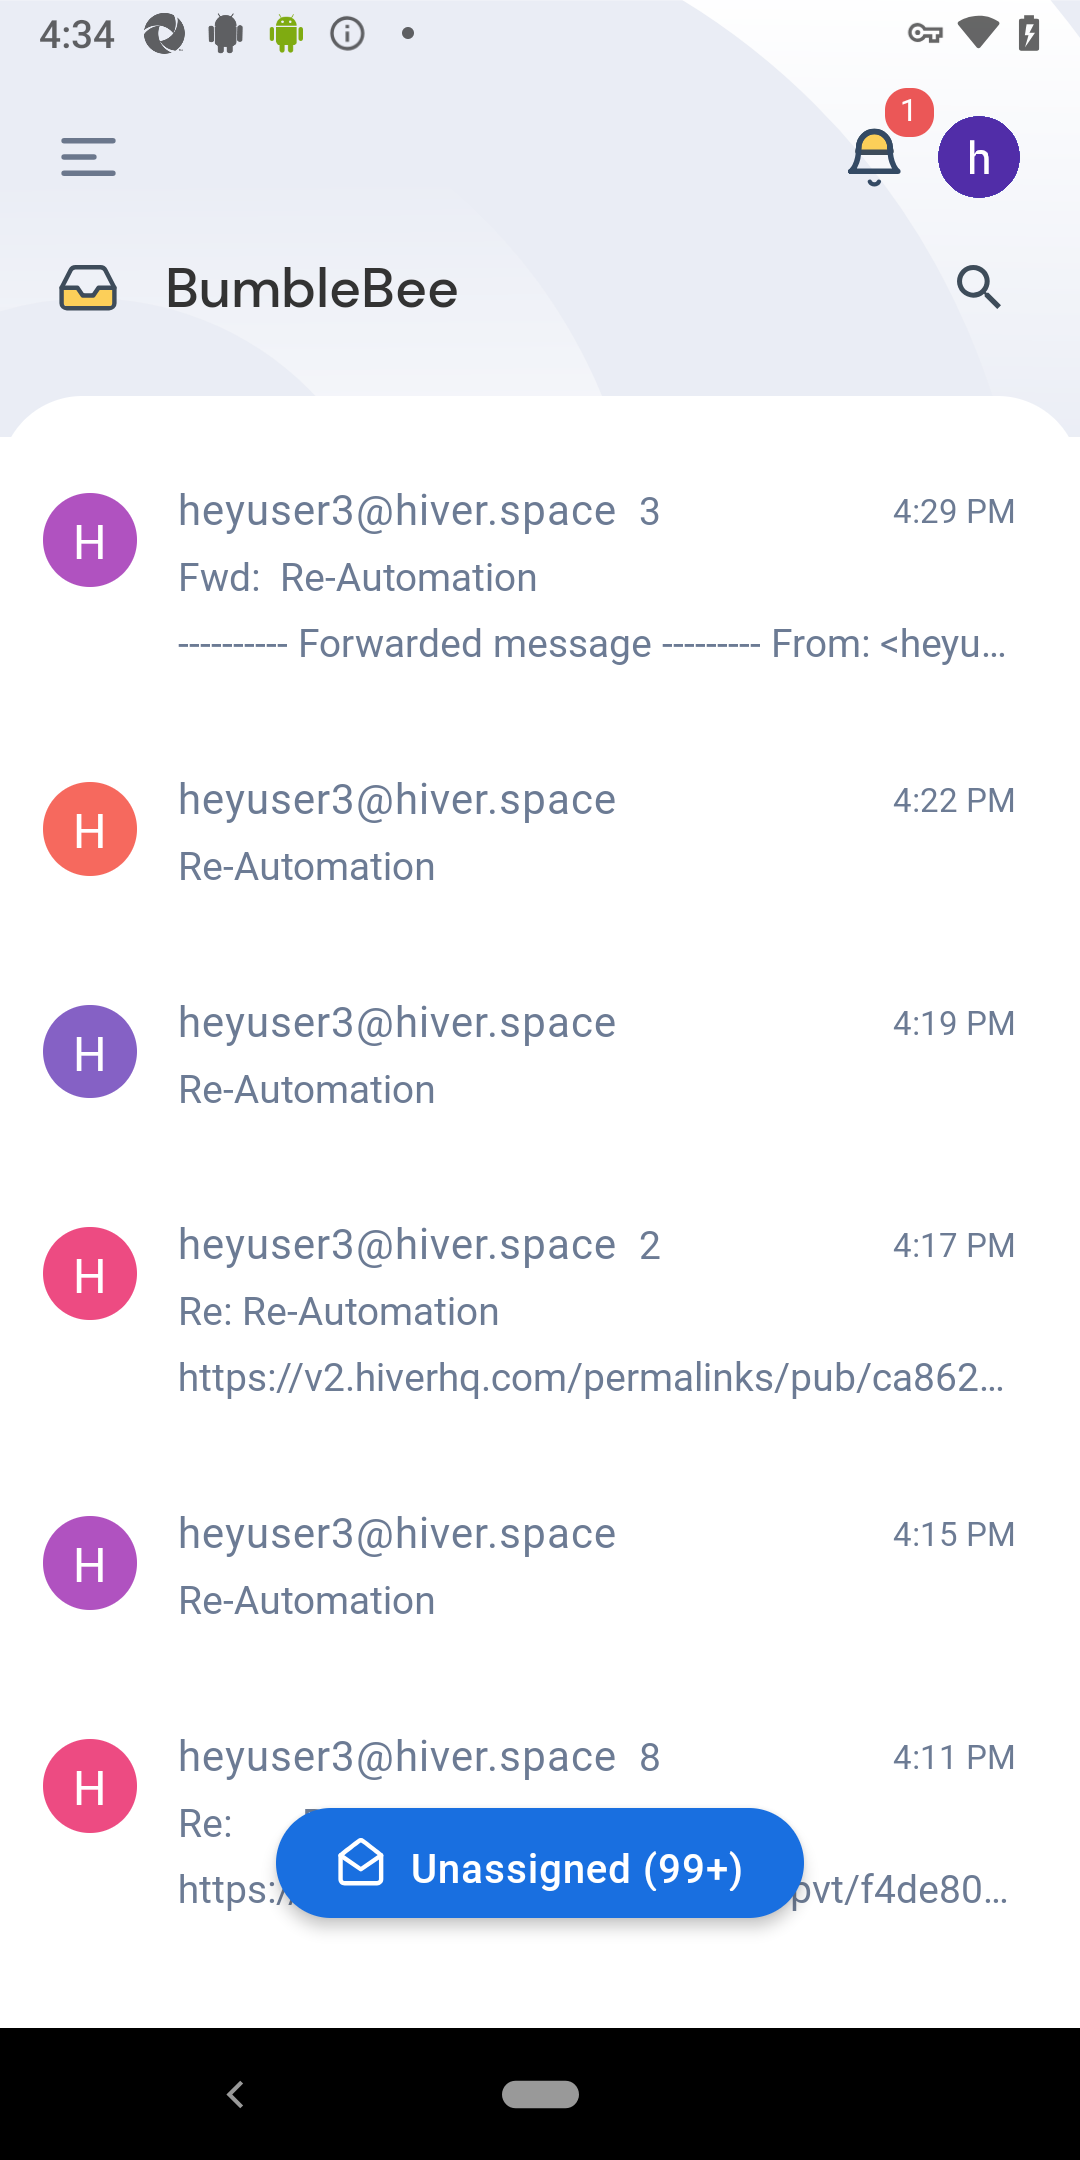 4:34
1
h
BumbleBee
H
heyuser3@hiver.space 3
4:29 PM
Fwd: Re-Automation
---------- Forwarded message --------- From: <heyu...
H
heyuser3@hiver.space
4:22 PM
Re-Automation
H
heyuser3@hiver.space
4:19 PM
Re-Automation
H
heyuser3@hiver.space 2
4:17 PM
Re: Re-Automation
https://v2.hiverhq.com/permalinks/pub/ca862...
H
heyuser3@hiver.space
4:15 PM
Re-Automation
H
heyuser3@hiver.space 8
4:11 PM
Re:
https:/ pvt/f4de80...
Unassigned (99+)